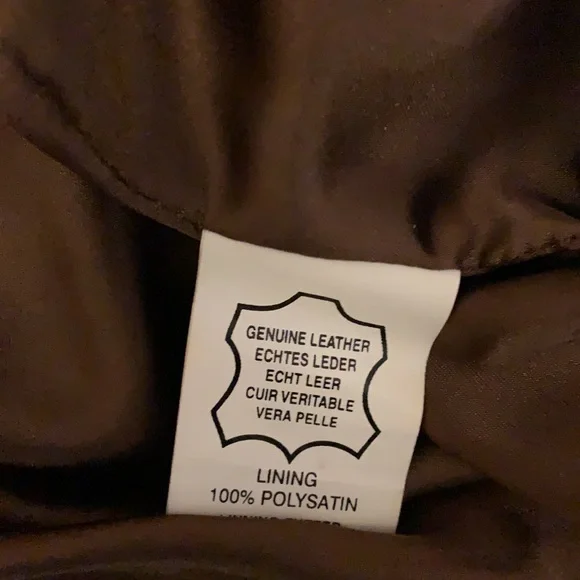 GENUINE LEATHER
ECHTES LEDER
ECHT LEER
CUIR VERITABLE
VERA PELLE
LINING
100% POLYSATIN